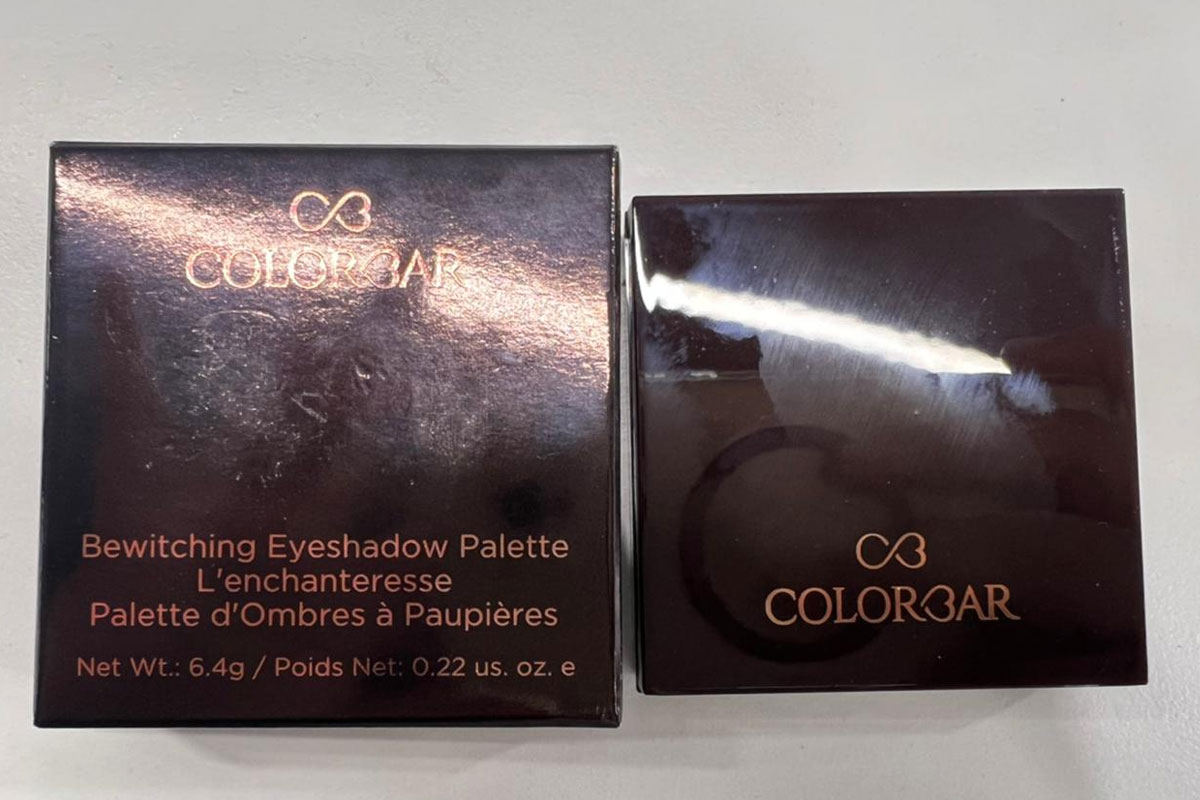 COLORBAR
Bewitching Eyeshadow Palette
L'enchanteresse
Palette d'Ombres à Paupières
Net Wt.: 6.4g / Poids Net: 0.22 us. oz. e
COLORBAR